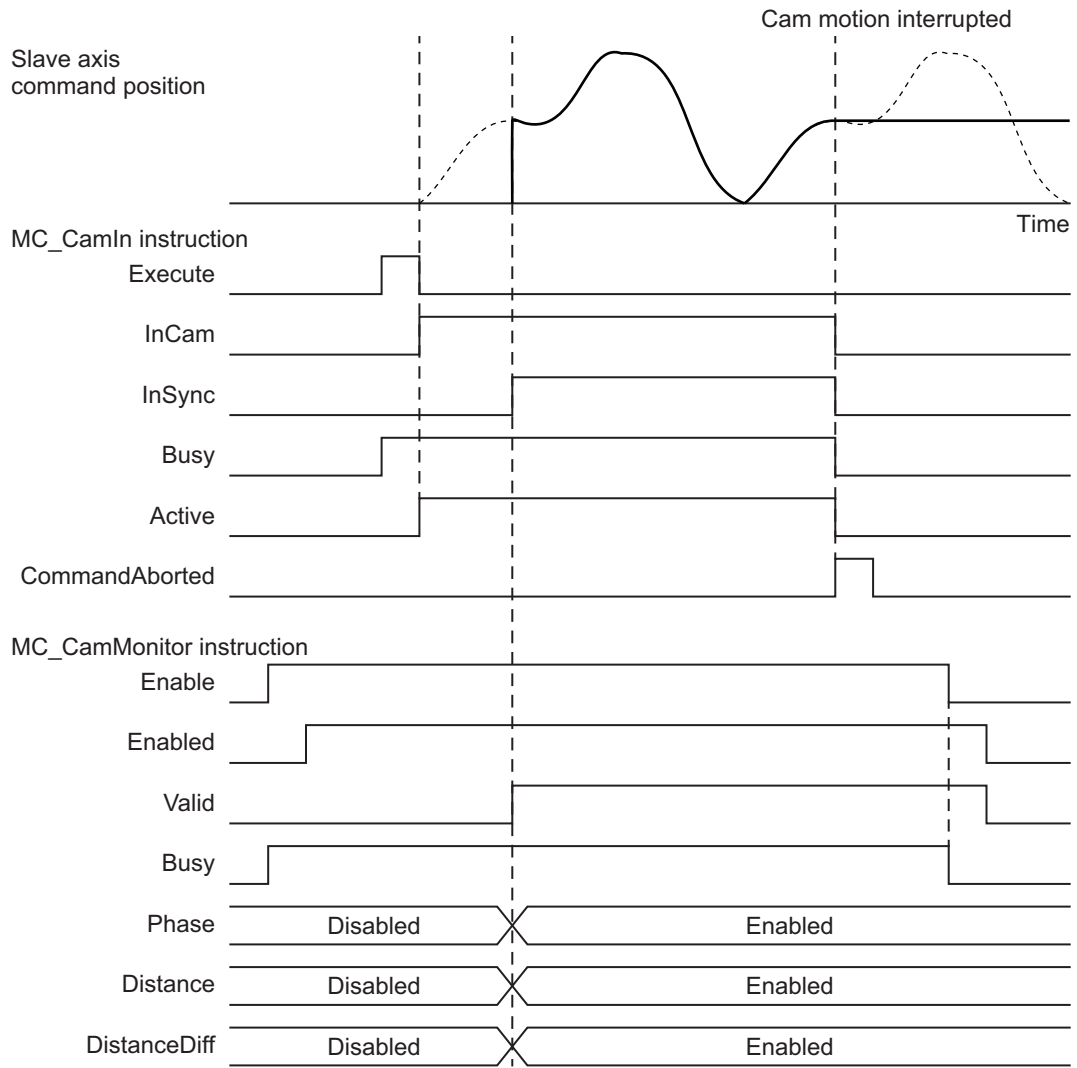 Cam motion interrupted
Slave axis
command position
Time
MC_CamIn instruction
Execute
InCam
InSync
Busy
Active
CommandAborted
MC_CamMonitor instruction
Enable
Enabled
Valid
Busy
Phase Disabled Enabled
Distance Disabled Enabled
DistanceDiff Disabled Enabled